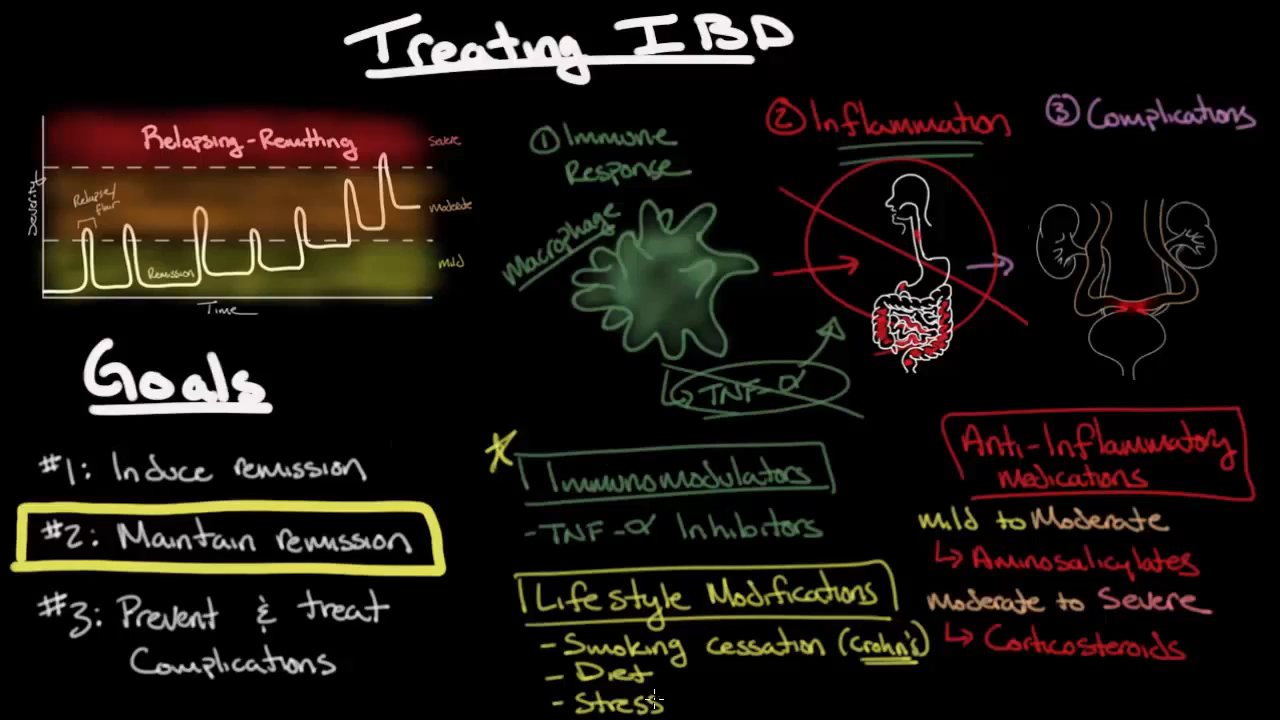 Treating IBD
Relapsing-Remitting
Severe
Moderate
Mild
Severity
Relapse/
flair
Remission
Time
① Immune
Response
Macrophage
TNF-α
② Inflammation
③ Complications
Goals
#1: Induce remission
#2: Maintain remission
#3: Prevent & treat
Complications
Immunomodulators
- TNF-α Inhibitors
Lifestyle Modifications
- Smoking cessation (Crohn's)
- Diet
- Stress
Anti-Inflammatory
Medications
Mild to Moderate
↳ Aminosalicylates
Moderate to Severe
↳ Corticosteroids